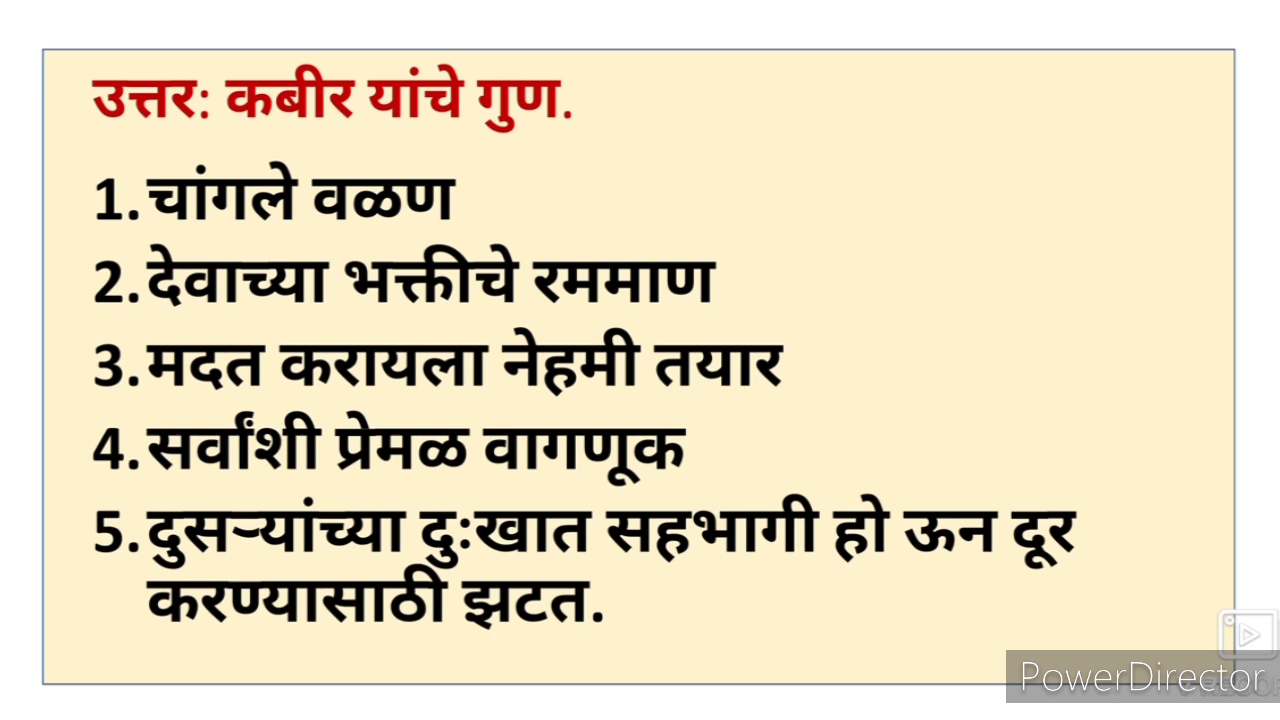 उत्तर: कबीर यांचे गुण.
1. चांगले वळण
2. देवाच्या भक्तीचे रममाण
3. मदत करायला नेहमी तयार
4. सर्वांशी प्रेमळ वागणूक
5. दुसऱ्यांच्या दुःखात सहभागी हो ऊन दूर
करण्यासाठी झटत.
PowerDirector